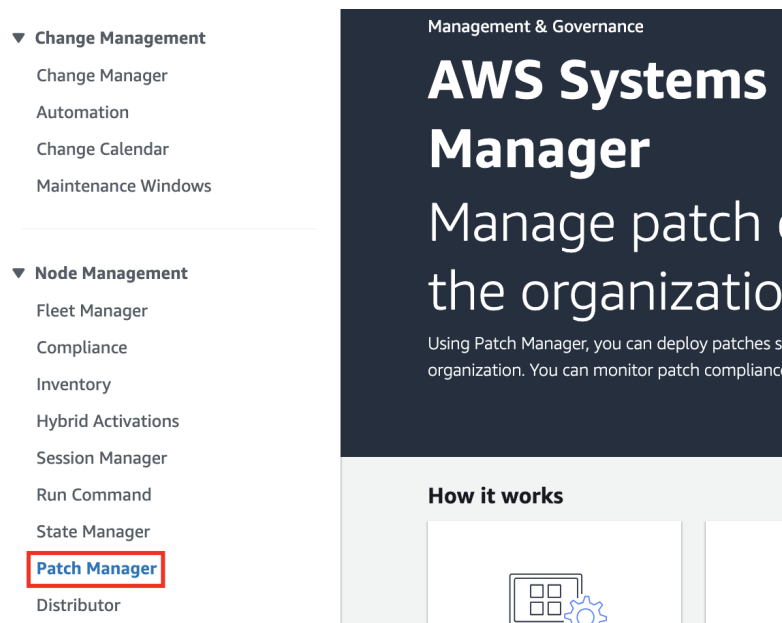 Change Management
Change Manager
Automation
Change Calendar
Maintenance Windows
Node Management
Fleet Manager
Compliance
Inventory
Hybrid Activations
Session Manager
Run Command
State Manager
Patch Manager
Distributor
Management & Governance
AWS Systems
Manager
Manage patch
the organizatio
Using Patch Manager, you can deploy patches s
organization. You can monitor patch complianc
How it works